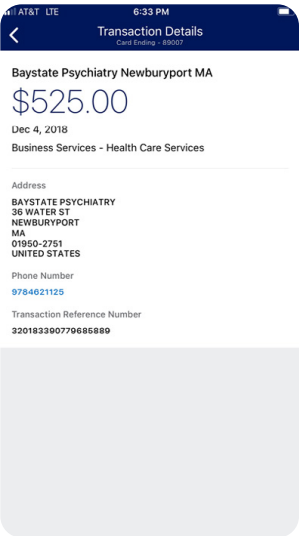 AT&T LTE 6:33 PM
Transaction Details
Card Ending - 89007
Baystate Psychiatry Newburyport MA
$525.00
Dec 4, 2018
Business Services - Health Care Services
Address
BAYSTATE PSYCHIATRY
36 WATER ST
NEWBURYPORT
MA
01950-2751
UNITED STATES
Phone Number
9784621125
Transaction Reference Number
320183390779685889